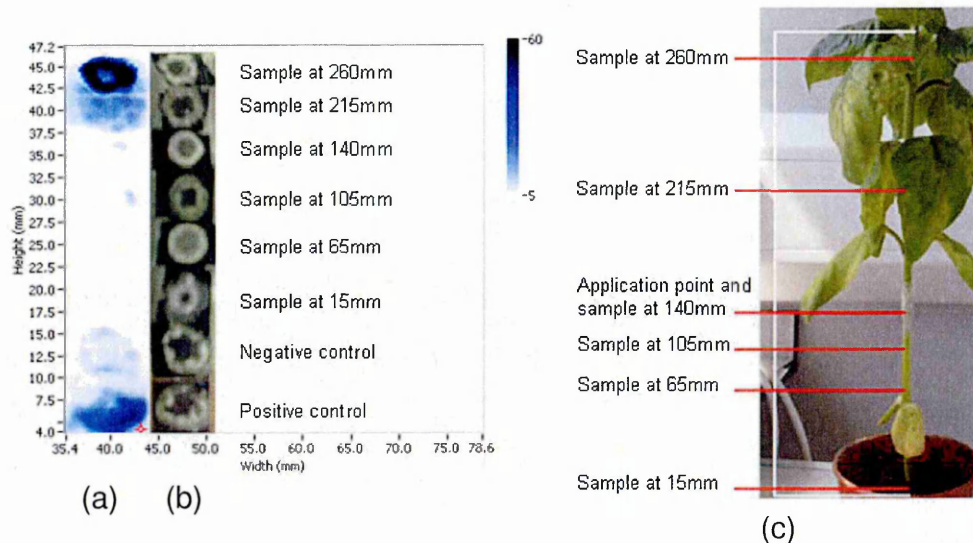 47.2
45.0
42.5
40.0
37.5
35.0
32.5
30.0
27.5
25.0
22.5
20.0
17.5
15.0
12.5
10.0
7.5
4.0
Height (mm)
35.4 40.0 45.0 50.0 55.0 60.0 65.0 70.0 75.0 78.6
Width (mm)
Sample at 260mm
Sample at 215mm
Sample at 140mm
Sample at 105mm
Sample at 65mm
Sample at 15mm
Negative control
Positive control
60
5
(a)
(b)
Sample at 260mm
Sample at 215mm
Application point and
sample at 140mm
Sample at 105mm
Sample at 65mm
Sample at 15mm
(c)